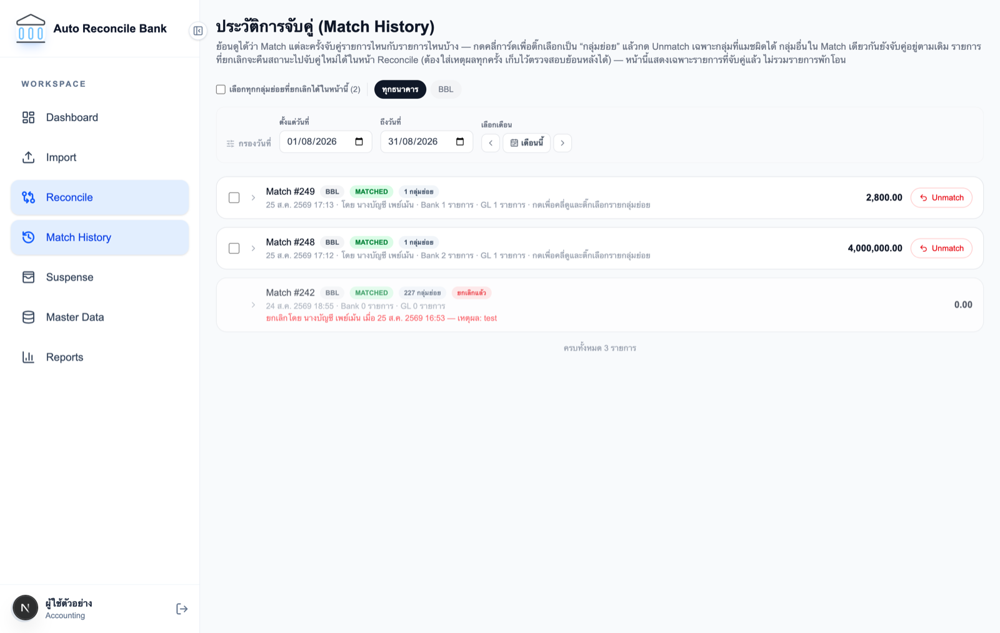 Auto Reconcile Bank
WORKSPACE
Dashboard
Import
Reconcile
Match History
Suspense
Master Data
Reports
N
ผู้ใช้ตัวอย่าง
Accounting
ประวัติการจับคู่ (Match History)
ย้อนดูได้ว่า Match แต่ละครั้งจับคู่รายการไหนกับรายการไหนบ้าง — กดคลี่การ์ดเพื่อติ๊กเลือกเป็น “กลุ่มย่อย” แล้วกด Unmatch เฉพาะกลุ่มที่แมชผิดได้ กลุ่มอื่นใน Match เดียวกันยังจับคู่อยู่ตามเดิม รายการ
ที่ยกเลิกจะคืนสถานะไปจับคู่ใหม่ได้ในหน้า Reconcile (ต้องใส่เหตุผลทุกครั้ง เก็บไว้ตรวจสอบย้อนหลังได้) — หน้านี้แสดงเฉพาะรายการที่จับคู่แล้ว ไม่รวมรายการพักโอน
เลือกทุกกลุ่มย่อยที่ยกเลิกได้ในหน้านี้ (2) ทุกธนาคาร BBL
ตั้งแต่วันที่ ถึงวันที่ เลือกเดือน
กรองวันที่ 01/08/2026 31/08/2026 เดือนนี้
Match #249 BBL MATCHED 1 กลุ่มย่อย
25 ส.ค. 2569 17:13 · โดย นางบัญชี เพย์เม้น · Bank 1 รายการ · GL 1 รายการ · กดเพื่อคลี่ดูและติ๊กเลือกรายกลุ่มย่อย
2,800.00 Unmatch
Match #248 BBL MATCHED 1 กลุ่มย่อย
25 ส.ค. 2569 17:12 · โดย นางบัญชี เพย์เม้น · Bank 2 รายการ · GL 1 รายการ · กดเพื่อคลี่ดูและติ๊กเลือกรายกลุ่มย่อย
4,000,000.00 Unmatch
Match #242 BBL MATCHED 227 กลุ่มย่อย ยกเลิกแล้ว
24 ส.ค. 2569 18:55 · Bank 0 รายการ · GL 0 รายการ
ยกเลิกโดย นางบัญชี เพย์เม้น เมื่อ 25 ส.ค. 2569 16:53 — เหตุผล: test
0.00
ครบทั้งหมด 3 รายการ